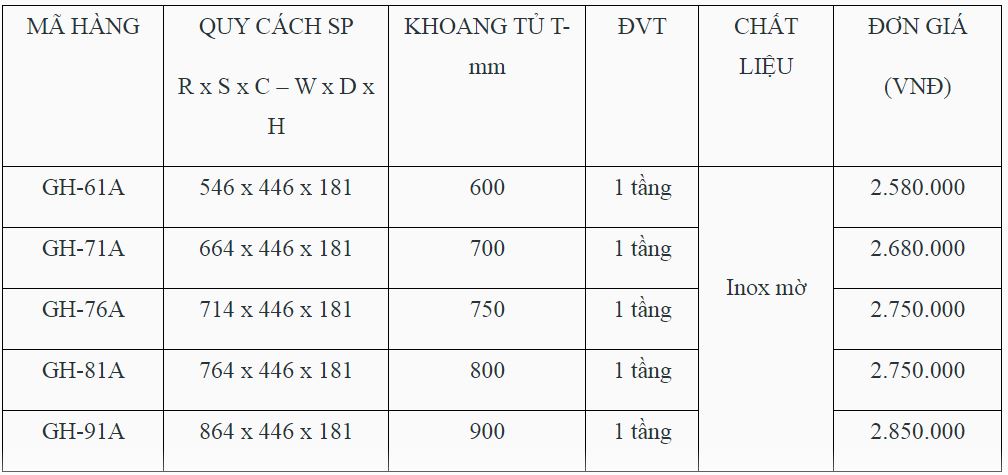 MÃ HÀNG QUY CÁCH SP KHOANG TỦ T- ĐVT CHẤT ĐƠN GIÁ
mm LIỆU
R x S x C – W x D x (VNĐ)
H
GH-61A 546 x 446 x 181 600 1 tầng 2.580.000
GH-71A 664 x 446 x 181 700 1 tầng 2.680.000
Inox mờ
GH-76A 714 x 446 x 181 750 1 tầng 2.750.000
GH-81A 764 x 446 x 181 800 1 tầng 2.750.000
GH-91A 864 x 446 x 181 900 1 tầng 2.850.000